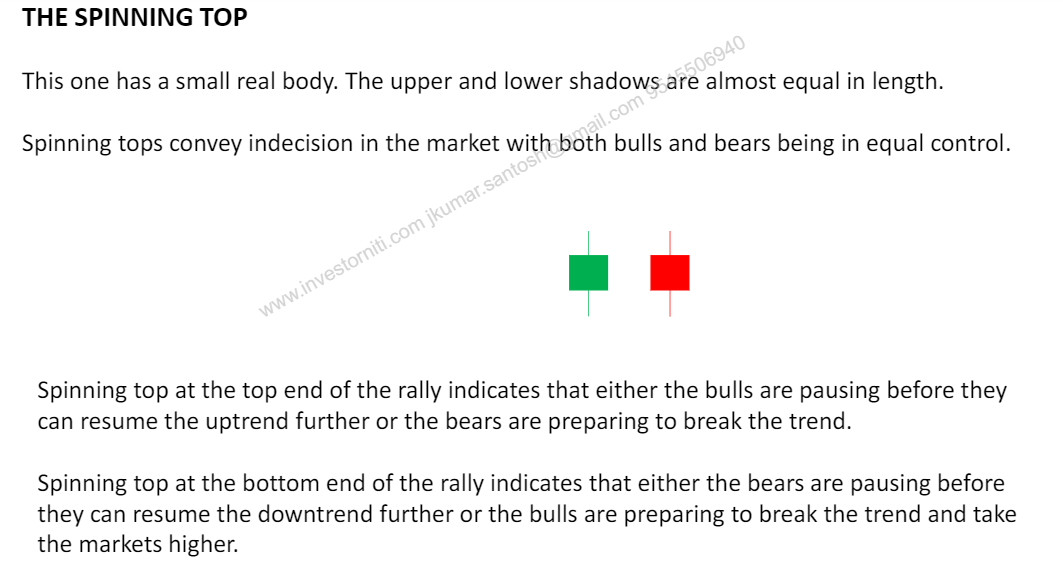 THE SPINNING TOP
This one has a small real body. The upper and lower shadows are almost equal in length.
Spinning tops convey indecision in the market with both bulls and bears being in equal control.
www.investorniti.com jkumar.santosh@gmail.com
Spinning top at the top end of the rally indicates that either the bulls are pausing before they
can resume the uptrend further or the bears are preparing to break the trend.
Spinning top at the bottom end of the rally indicates that either the bears are pausing before
they can resume the downtrend further or the bulls are preparing to break the trend and take
the markets higher.